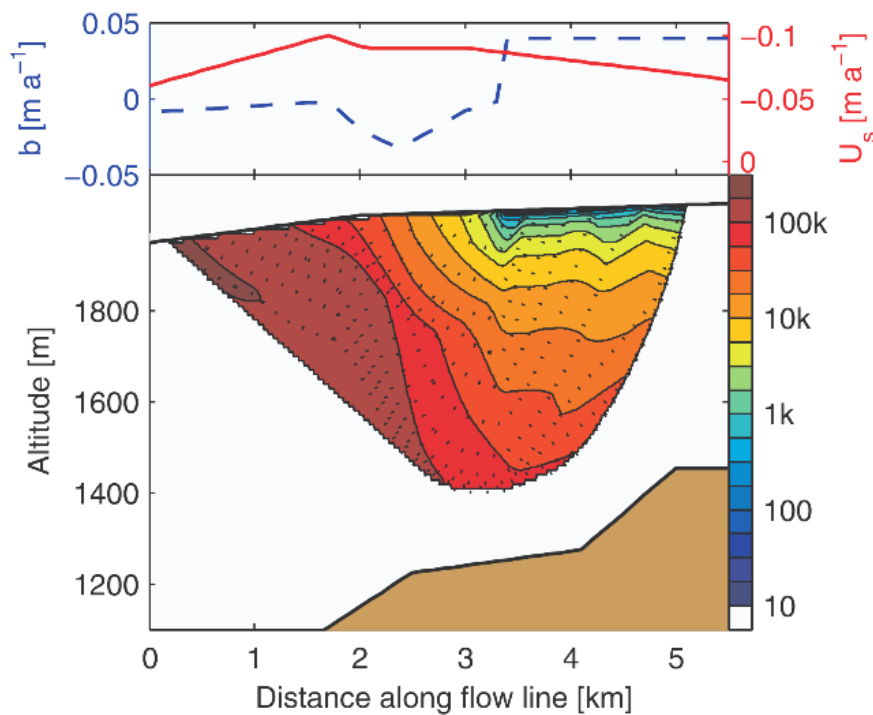 b [m a⁻¹]
0.05
0
−0.05
−0.1
−0.05
0
Uₛ [m a⁻¹]
Altitude [m]
1800
1600
1400
1200
100k
10k
1k
100
10
0 1 2 3 4 5
Distance along flow line [km]